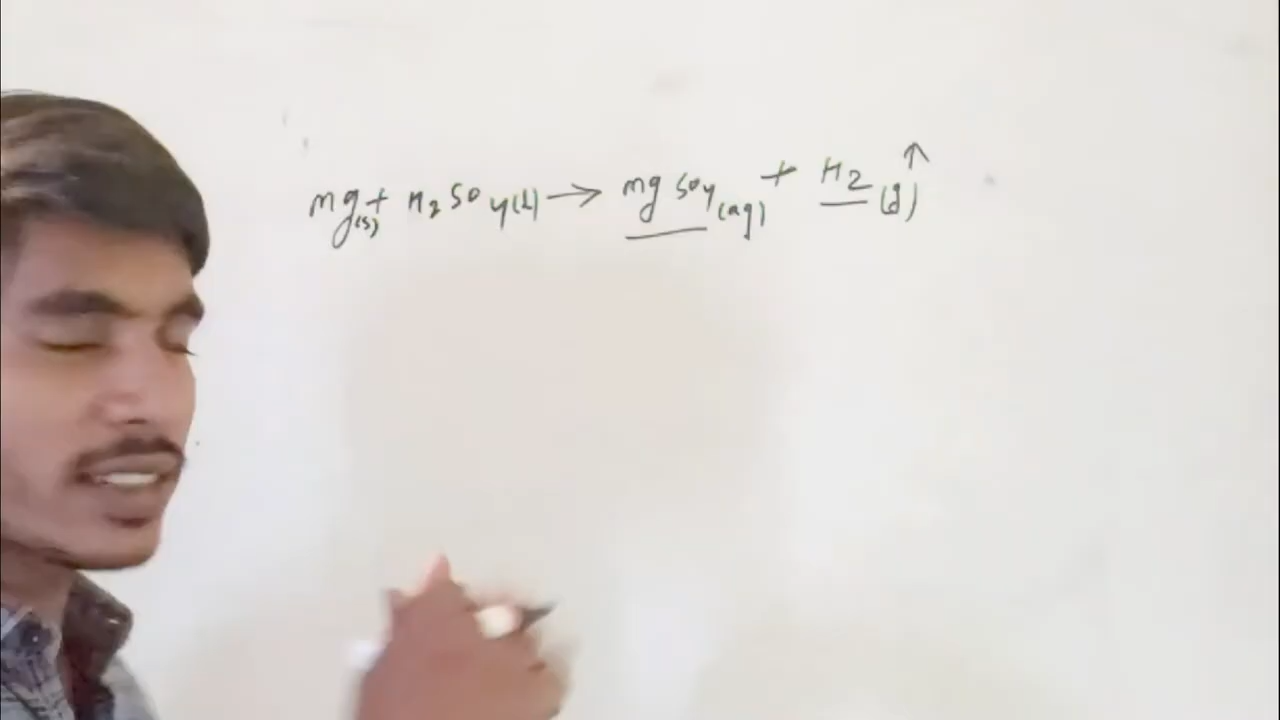 mg(s) + H2SO4(l) → mgSO4(aq) + H2(g)↑